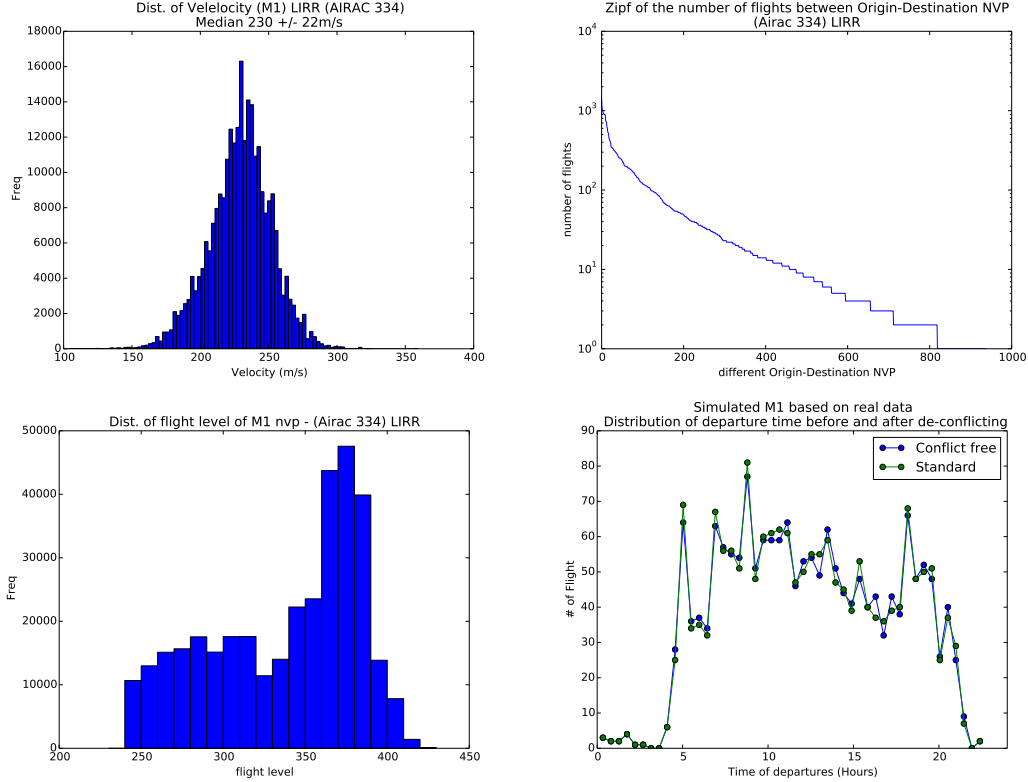 Dist. of Velelocity (M1) LIRR (AIRAC 334)
Median 230 +/- 22m/s
18000
16000
14000
12000
10000
8000
6000
4000
2000
0
Freq
100 150 200 250 300 350 400
Velocity (m/s)
Zipf of the number of flights between Origin-Destination NVP
(Airac 334) LIRR
10^4
10^3
10^2
10^1
10^0
number of flights
0 200 400 600 800 1000
different Origin-Destination NVP
Dist. of flight level of M1 nvp - (Airac 334) LIRR
50000
40000
30000
20000
10000
0
Freq
200 250 300 350 400 450
flight level
Simulated M1 based on real data
Distribution of departure time before and after de-conflicting
90
80
70
60
50
40
30
20
10
0
# of Flight
Conflict free
Standard
5 10 15 20
Time of departures (Hours)